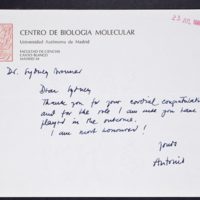 CENTRO DE BIOLOGIA MOLECULAR
Universidad Autónoma de Madrid
FACULTAD DE CIENCIAS
CANTO BLANCO
MADRID-34
Dr. Sydney Brenner
Dear Sydney
Thank you for your cordial congratulations
and for the role I am sure you have
played in the outcome.
I am most honoured!
Yours
Antonio